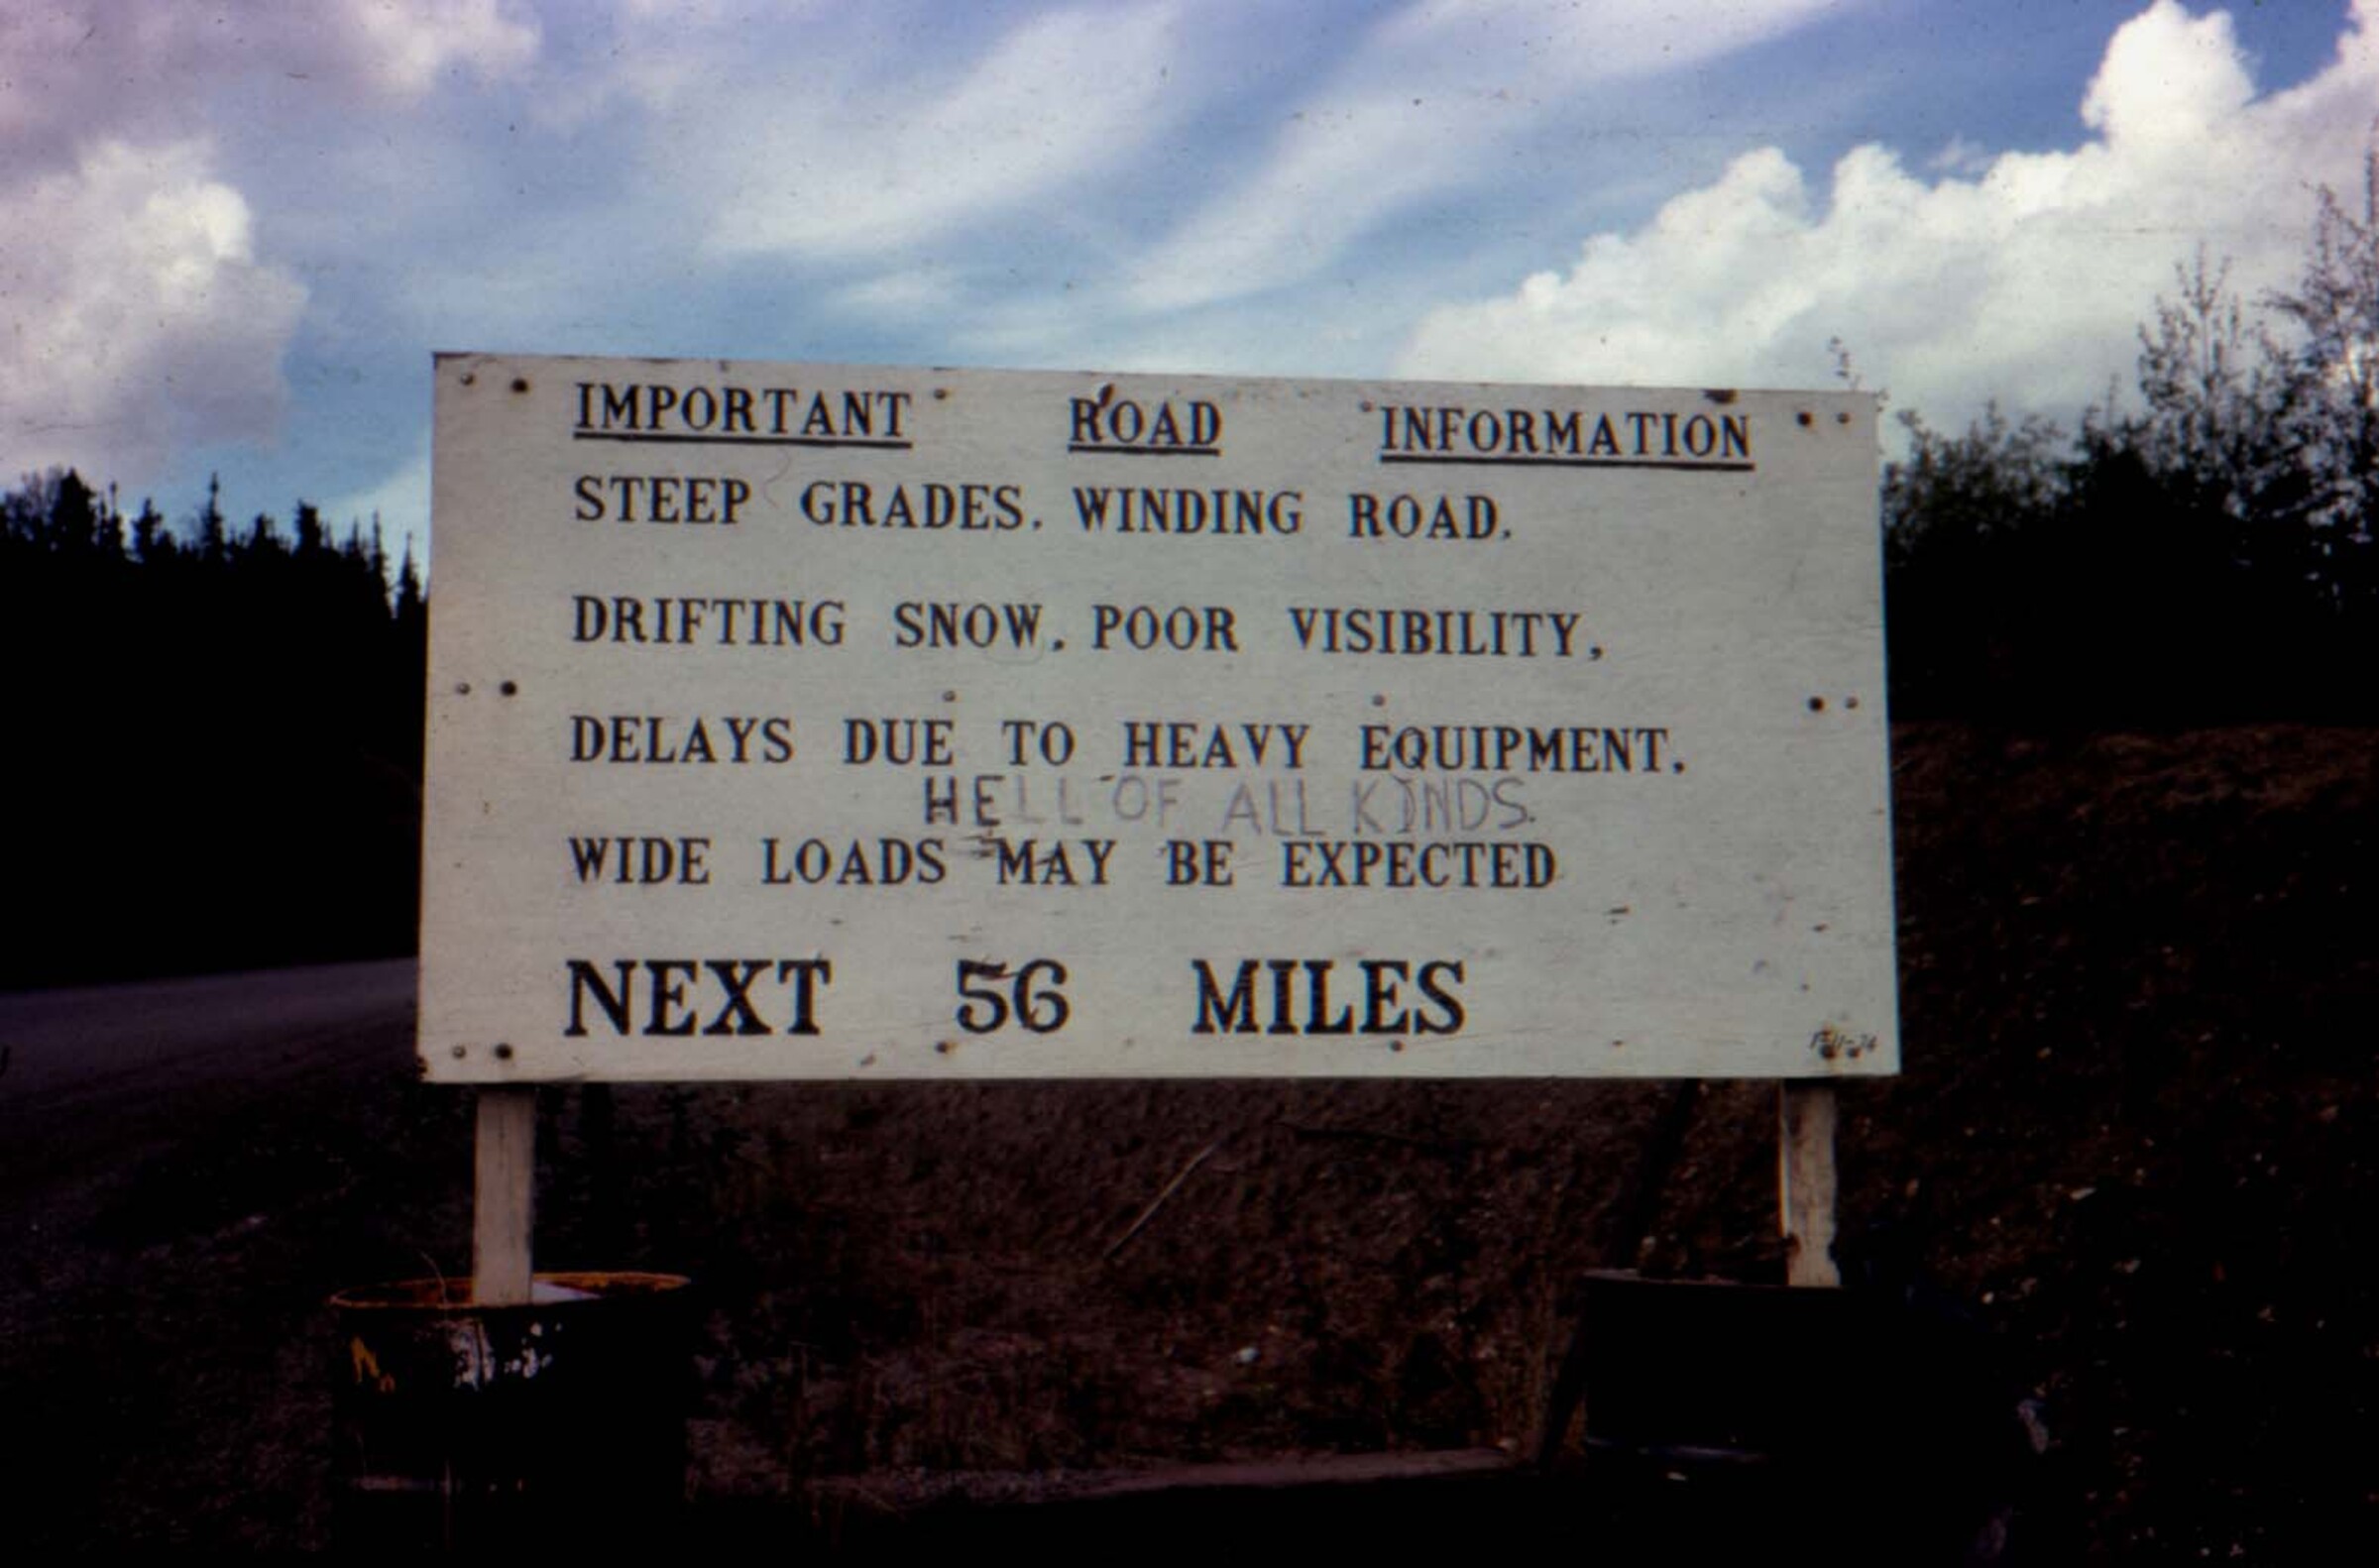 IMPORTANT ROAD INFORMATION
STEEP GRADES. WINDING ROAD.
DRIFTING SNOW. POOR VISIBILITY.
DELAYS DUE TO HEAVY EQUIPMENT.
HELL OF ALL KINDS.
WIDE LOADS MAY BE EXPECTED
NEXT 56 MILES